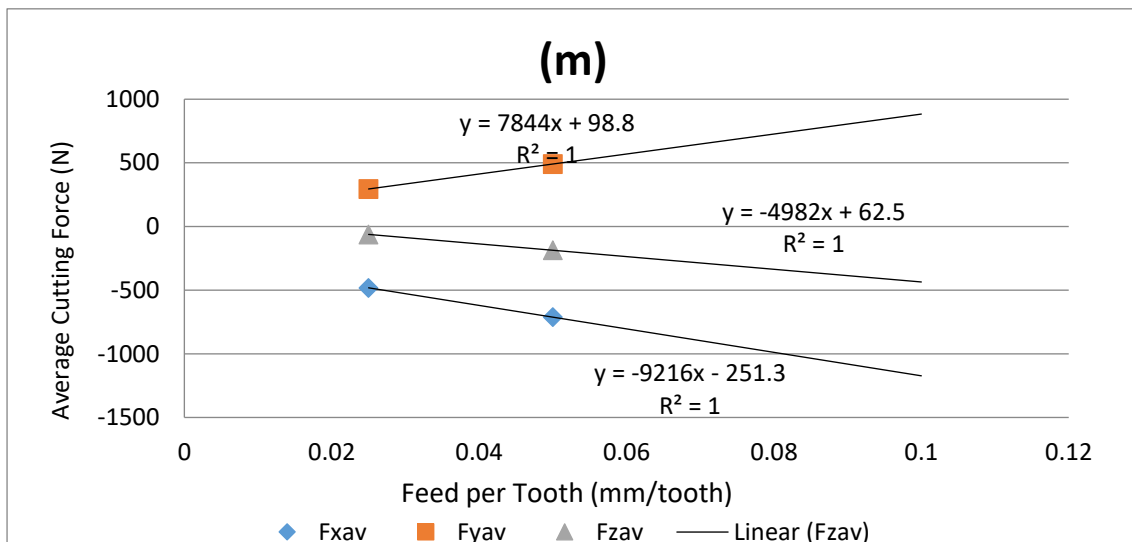 (m)
1000
500
0
-500
-1000
-1500
Average Cutting Force (N)
y = 7844x + 98.8
R² = 1
y = -4982x + 62.5
R² = 1
y = -9216x - 251.3
R² = 1
0 0.02 0.04 0.06 0.08 0.1 0.12
Feed per Tooth (mm/tooth)
Fxav Fyav Fzav Linear (Fzav)